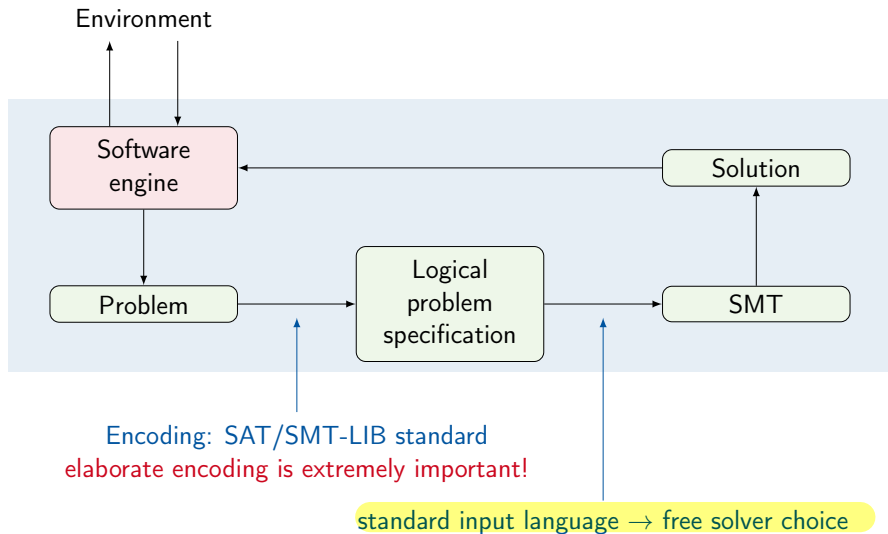 Environment
Software
engine
Solution
Logical
problem
specification
Problem
SMT
Encoding: SAT/SMT-LIB standard
elaborate encoding is extremely important!
standard input language → free solver choice